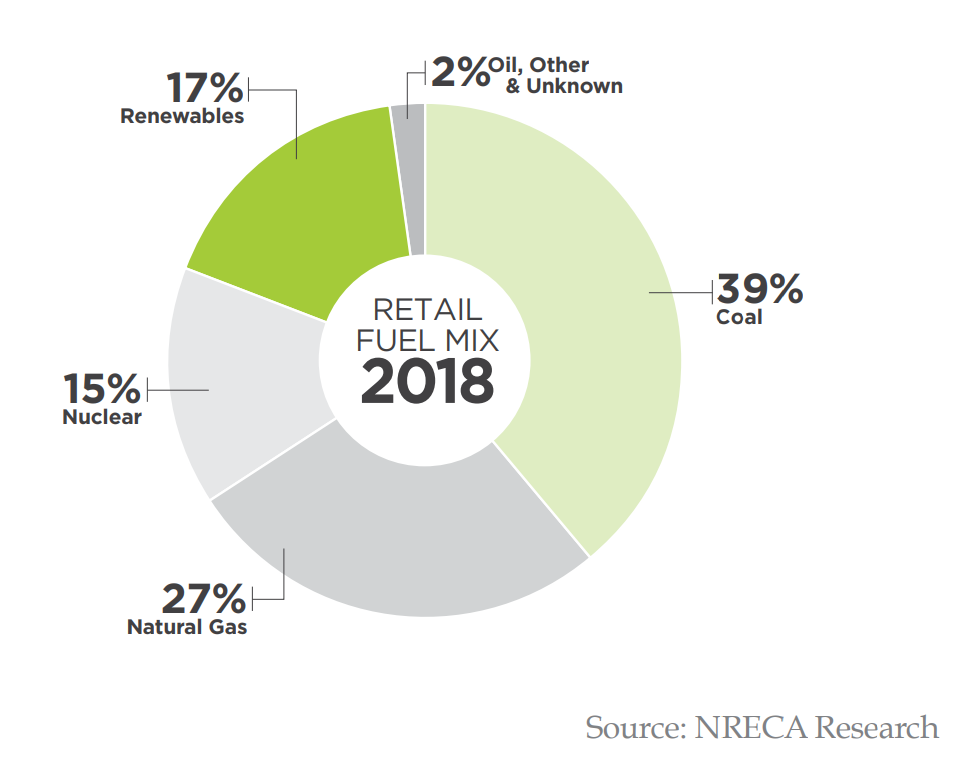 2% Oil, Other
& Unknown
17%
Renewables
39%
Coal
RETAIL
FUEL MIX
2018
15%
Nuclear
27%
Natural Gas
Source: NRECA Research